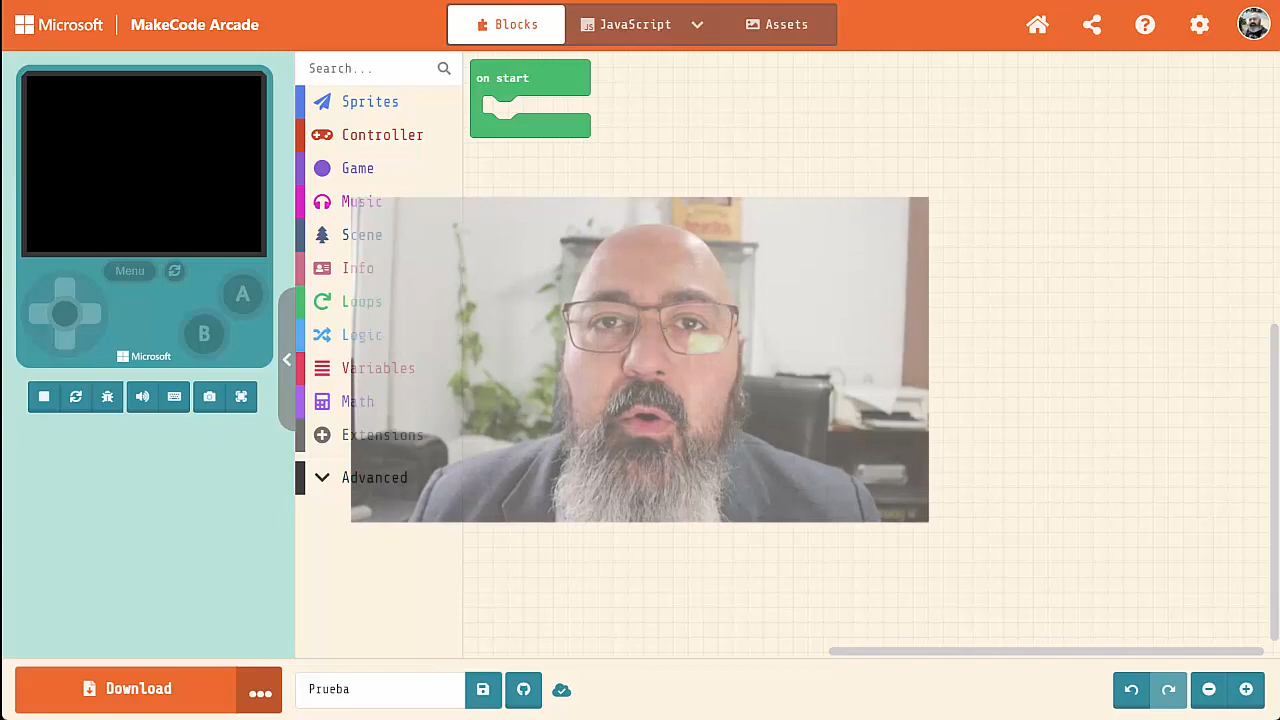 Microsoft
MakeCode Arcade
Blocks
JavaScript
Assets
Search...
on start
Sprites
Controller
Game
Music
Scene
Info
Loops
Logic
Variables
Math
Extensions
Advanced
Menu
A
B
Microsoft
Download
Prueba